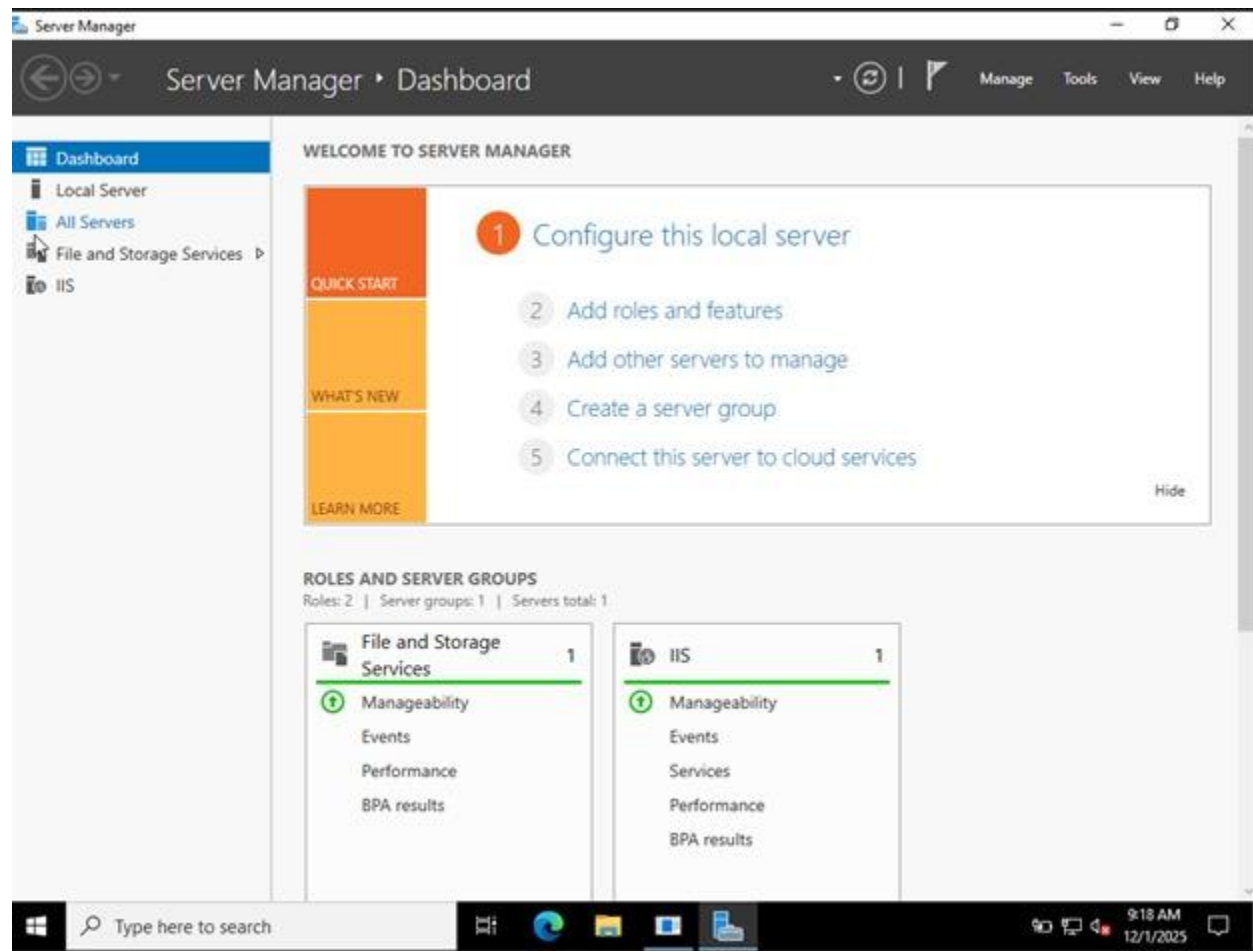 Server Manager
Server Manager • Dashboard
Manage Tools View Help
Dashboard
Local Server
All Servers
File and Storage Services
IIS
WELCOME TO SERVER MANAGER
QUICK START
WHAT'S NEW
LEARN MORE
1 Configure this local server
2 Add roles and features
3 Add other servers to manage
4 Create a server group
5 Connect this server to cloud services
Hide
ROLES AND SERVER GROUPS
Roles: 2 | Server groups: 1 | Servers total: 1
File and Storage
Services
1
Manageability
Events
Performance
BPA results
IIS 1
Manageability
Events
Services
Performance
BPA results
Type here to search
9:18 AM
12/1/2025